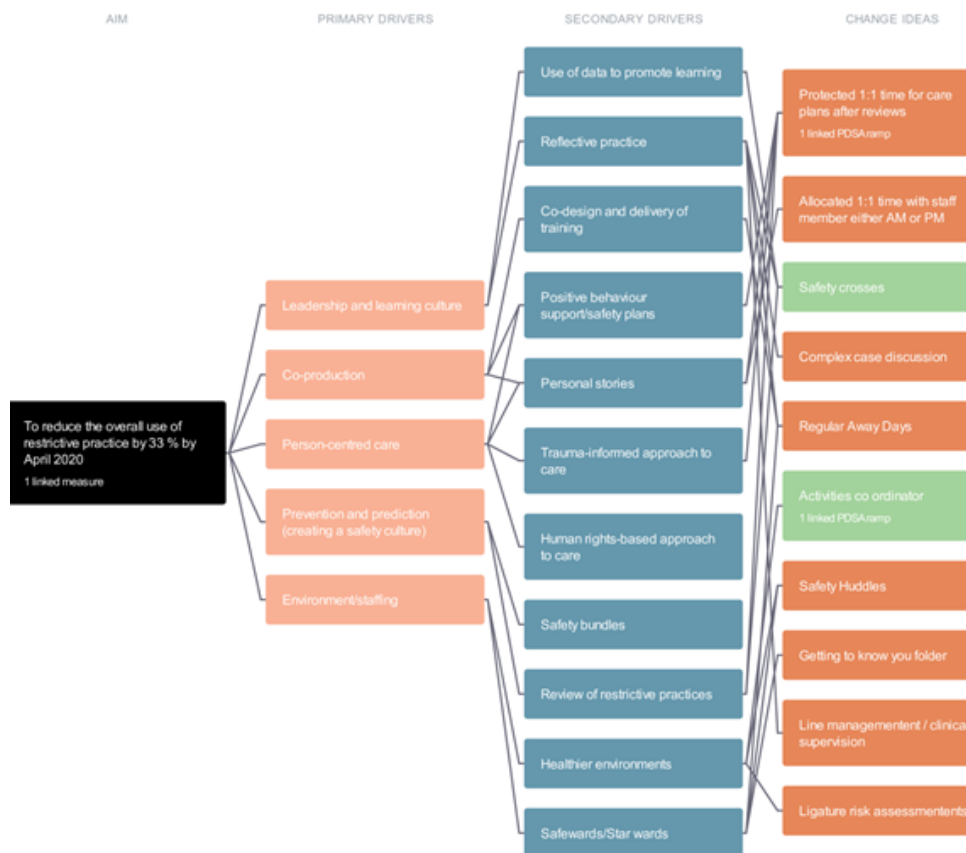 AIM
PRIMARY DRIVERS
SECONDARY DRIVERS
CHANGE IDEAS
To reduce the overall use of
restrictive practice by 33 % by
April 2020
1 linked measure
Leadership and learning culture
Co-production
Person-centred care
Prevention and prediction
(creating a safety culture)
Environment/staffing
Use of data to promote learning
Reflective practice
Co-design and delivery of
training
Positive behaviour
support/safety plans
Personal stories
Trauma-informed approach to
care
Human rights-based approach
to care
Safety bundles
Review of restrictive practices
Healthier environments
Safewards/Star wards
Protected 1:1 time for care
plans after reviews
1 linked PDSA ramp
Allocated 1:1 time with staff
member either AM or PM
Safety crosses
Complex case discussion
Regular Away Days
Activities co ordinator
1 linked PDSA ramp
Safety Huddles
Getting to know you folder
Line managementent / clinica
supervision
Ligature risk assessmentents